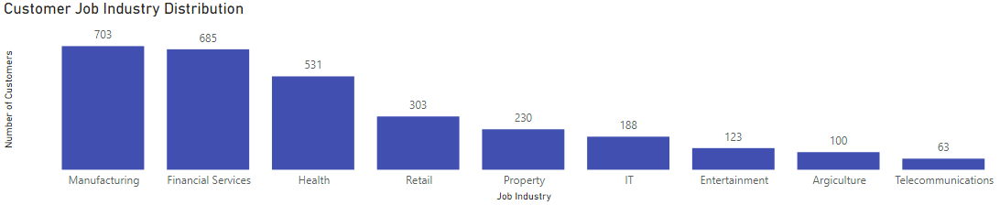 Customer Job Industry Distribution
Number of Customers
703
685
531
303
230
188
123
100
63
Manufacturing
Financial Services
Health
Retail
Property
IT
Entertainment
Argiculture
Telecommunications
Job Industry